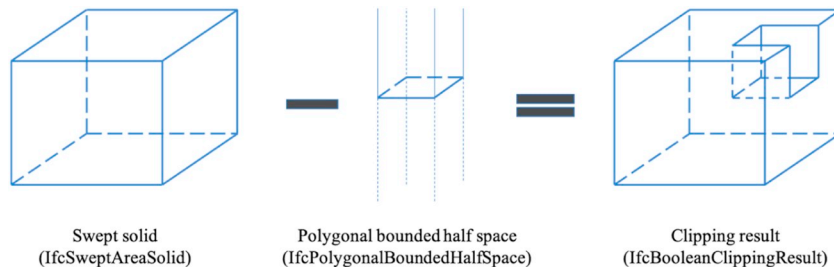 Swept solid
(IfcSweptAreaSolid)
Polygonal bounded half space
(IfcPolygonalBoundedHalfSpace)
Clipping result
(IfcBooleanClippingResult)